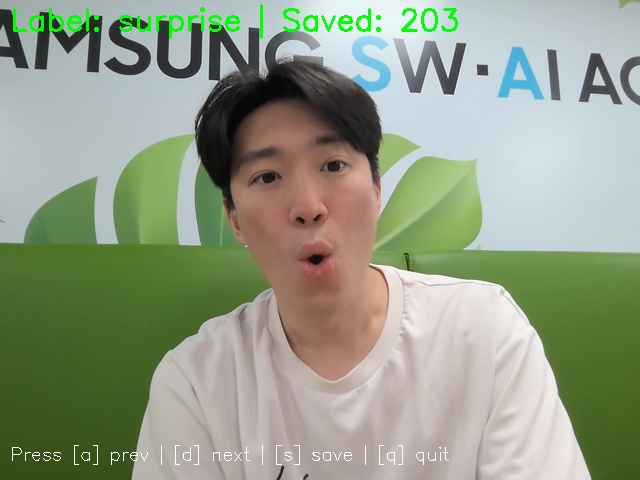 Label: surprise | Saved: 203
AMSUNG SW·AI AC
Press [a] prev | [d] next | [s] save | [q] quit